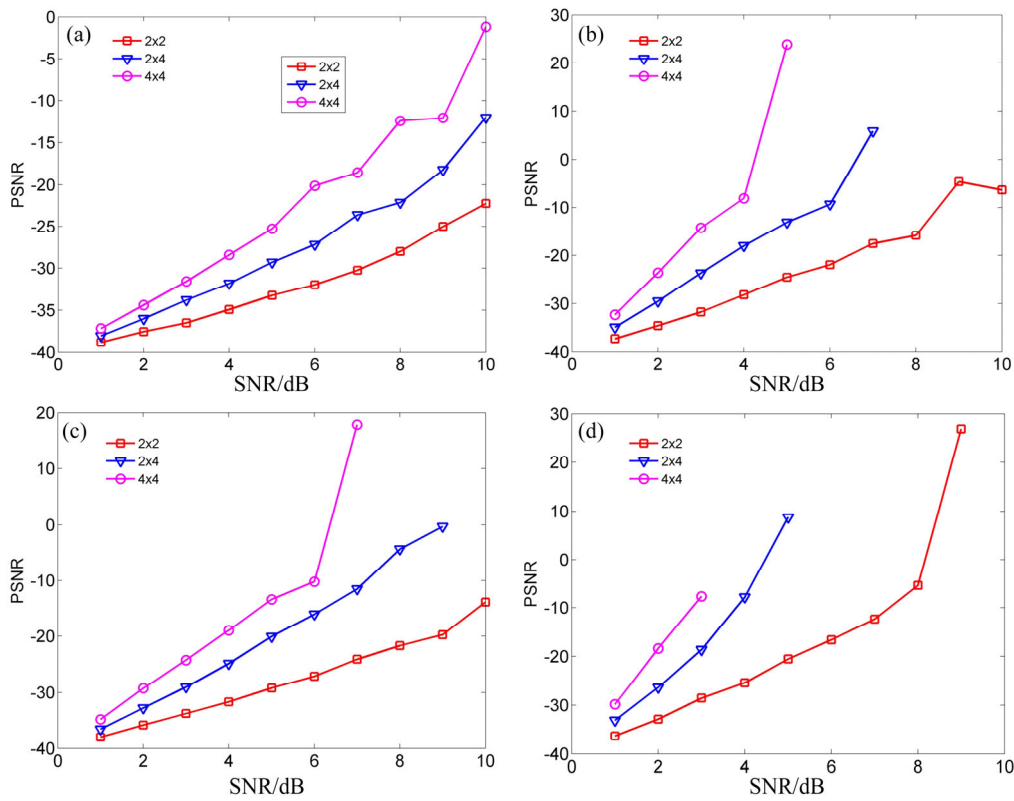 (a)
2x2
2x4
4x4
2x2
2x4
4x4
0
-5
-10
-15
-20
-25
-30
-35
-40
PSNR
0 2 4 6 8 10
SNR/dB
(b)
2x2
2x4
4x4
30
20
10
0
-10
-20
-30
-40
PSNR
0 2 4 6 8 10
SNR/dB
(c)
2x2
2x4
4x4
20
10
0
-10
-20
-30
-40
PSNR
0 2 4 6 8 10
SNR/dB
(d)
2x2
2x4
4x4
30
20
10
0
-10
-20
-30
-40
PSNR
0 2 4 6 8 10
SNR/dB